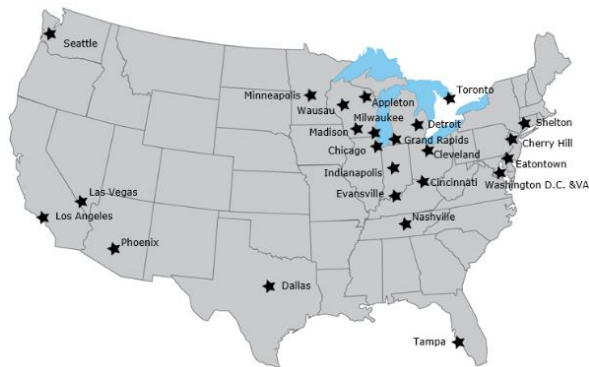 Seattle
Minneapolis
Toronto
Wausau
Appleton
Milwaukee
Madison
Detroit
Shelton
Grand Rapids
Cherry Hill
Chicago
Cleveland
Eatontown
Indianapolis
Cincinnati
Washington D.C. &VA
Las Vegas
Evansville
Los Angeles
Nashville
Phoenix
Dallas
Tampa